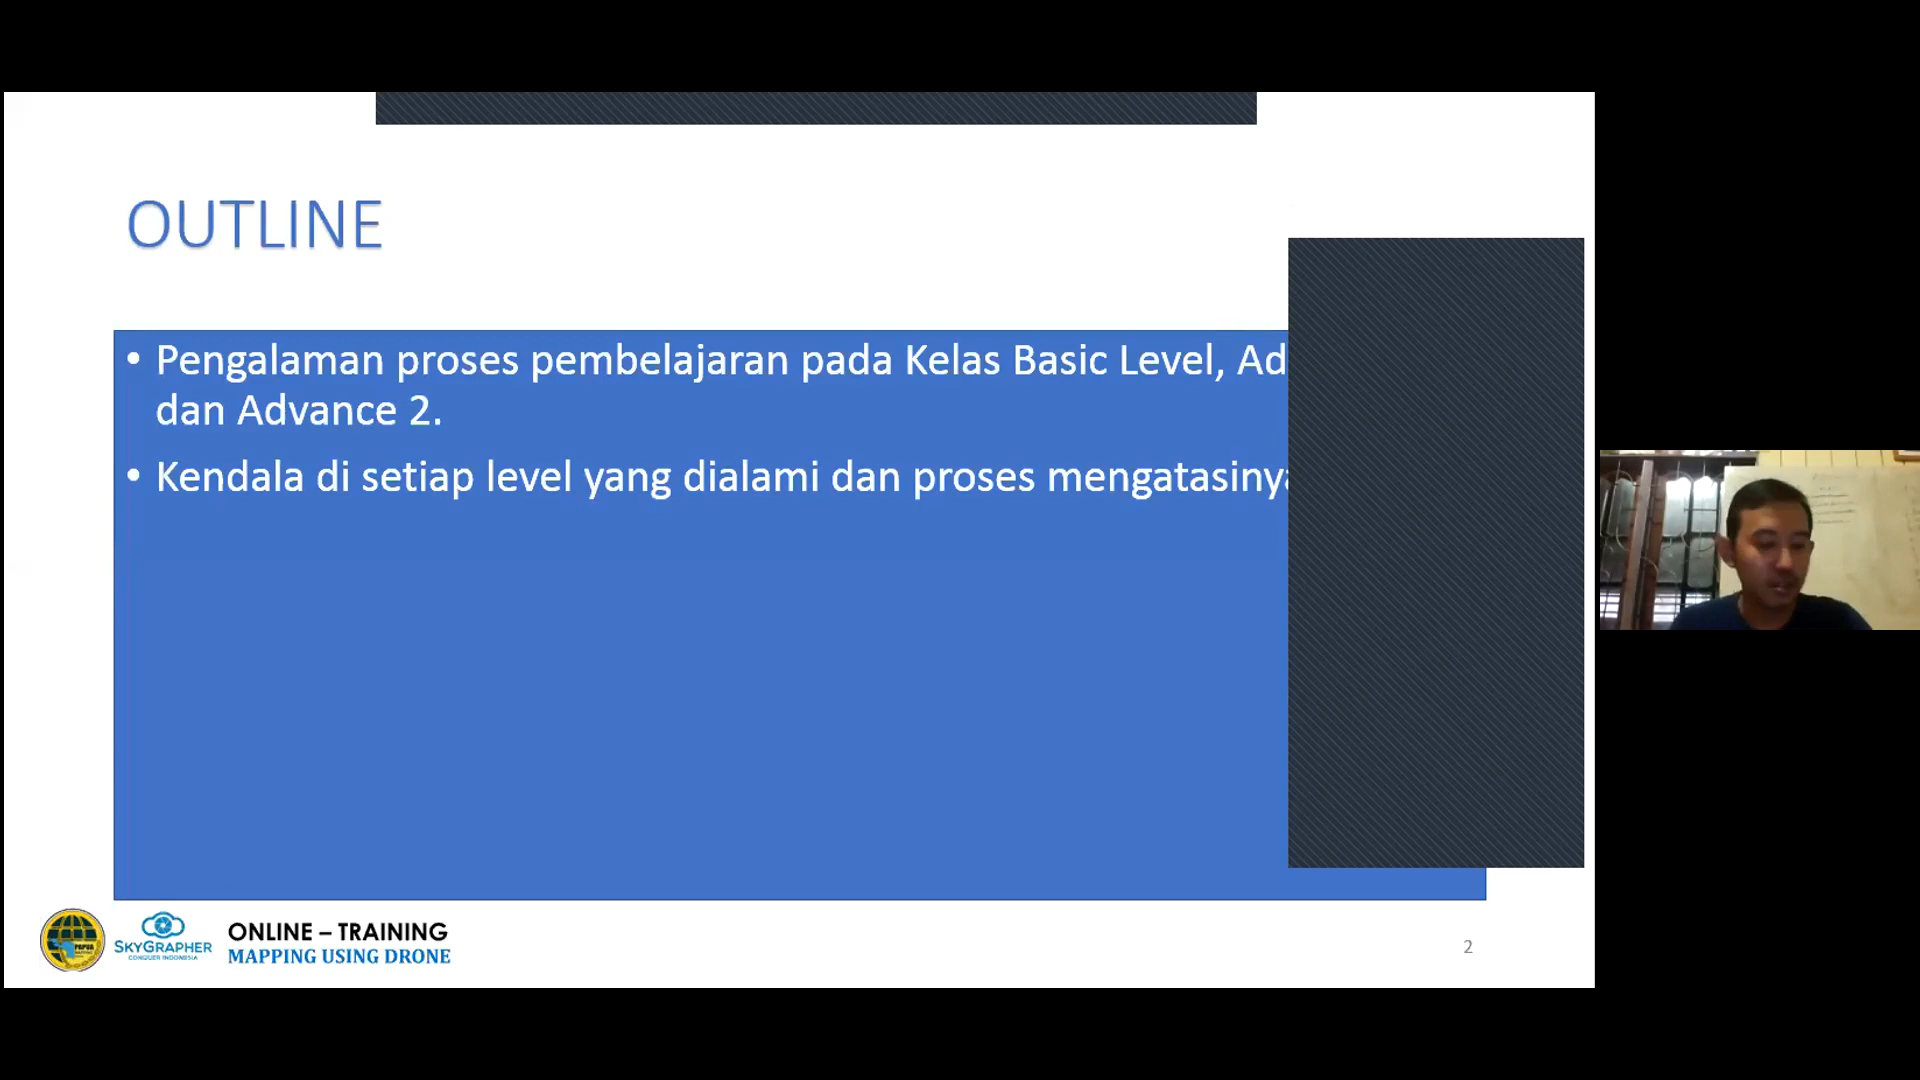 OUTLINE
• Pengalaman proses pembelajaran pada Kelas Basic Level, Ad
dan Advance 2.
• Kendala di setiap level yang dialami dan proses mengatasinya
PAPUA
SKYGRAPHER
CONQUER INDONESIA
ONLINE – TRAINING
MAPPING USING DRONE
2